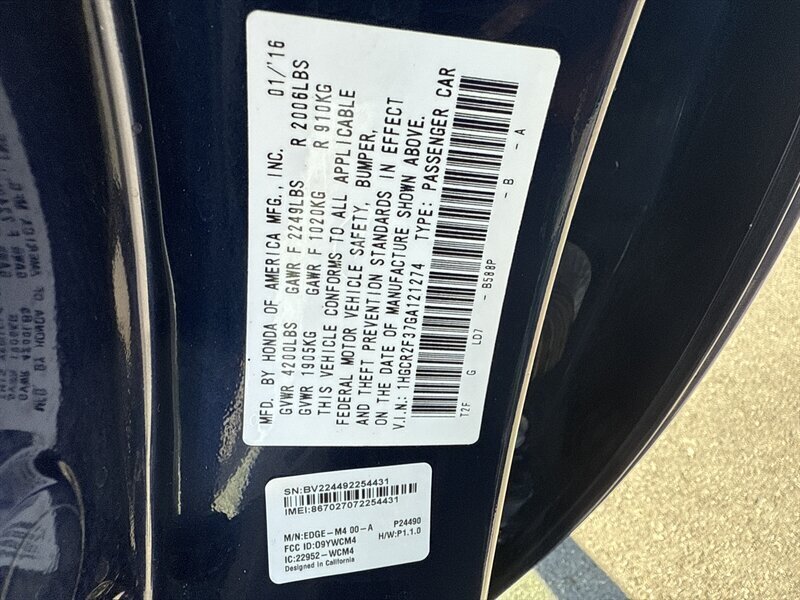 MFD. BY HONDA OF AMERICA MFG., INC. 01/'16
GVWR 4200LBS GAWR F 2249LBS R 2006LBS
GVWR 1905KG GAWR F 1020KG R 910KG
THIS VEHICLE CONFORMS TO ALL APPLICABLE
FEDERAL MOTOR VEHICLE SAFETY, BUMPER,
AND THEFT PREVENTION STANDARDS IN EFFECT
ON THE DATE OF MANUFACTURE SHOWN ABOVE.
V.I.N.: 1HGCR2F37GA121274 TYPE: PASSENGER CAR
T2F G LD7 - B588P - B - A
SN:BV224492254431
IMEI:867027072254431
M/N:EDGE-M4 00-A P24490
FCC ID:O9YWCM4 H/W:P1.1.0
IC:22952-WCM4
Designed in California